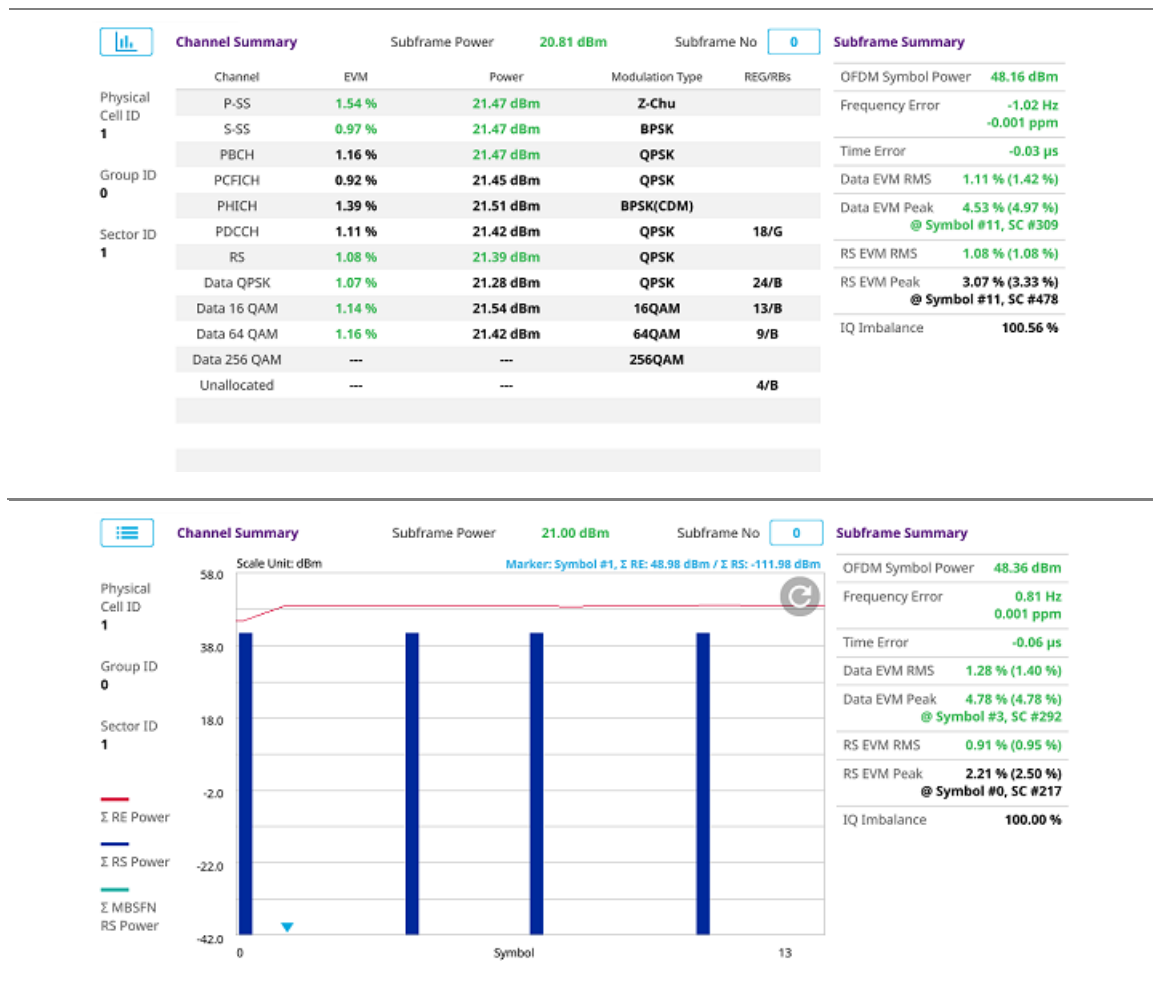 Channel Summary Subframe Power 20.81 dBm Subframe No 0 Subframe Summary
Physical Cell ID
1
Group ID
0
Sector ID
1
Channel EVM Power Modulation Type REG/RBs
P-SS 1.54 % 21.47 dBm Z-Chu
S-SS 0.97 % 21.47 dBm BPSK
PBCH 1.16 % 21.47 dBm QPSK
PCFICH 0.92 % 21.45 dBm QPSK
PHICH 1.39 % 21.51 dBm BPSK(CDM)
PDCCH 1.11 % 21.42 dBm QPSK 18/G
RS 1.08 % 21.39 dBm QPSK
Data QPSK 1.07 % 21.28 dBm QPSK 24/B
Data 16 QAM 1.14 % 21.54 dBm 16QAM 13/B
Data 64 QAM 1.16 % 21.42 dBm 64QAM 9/B
Data 256 QAM --- --- 256QAM
Unallocated --- --- 4/B
OFDM Symbol Power 48.16 dBm
Frequency Error -1.02 Hz
-0.001 ppm
Time Error -0.03 µs
Data EVM RMS 1.11 % (1.42 %)
Data EVM Peak 4.53 % (4.97 %)
@ Symbol #11, SC #309
RS EVM RMS 1.08 % (1.08 %)
RS EVM Peak 3.07 % (3.33 %)
@ Symbol #11, SC #478
IQ Imbalance 100.56 %
Channel Summary Subframe Power 21.00 dBm Subframe No 0 Subframe Summary
Physical
Cell ID
1
Group ID
0
Sector ID
1
Σ RE Power
Σ RS Power
Σ MBSFN
RS Power
Scale Unit: dBm Marker: Symbol #1, Σ RE: 48.98 dBm / Σ RS: -111.98 dBm
58.0
38.0
18.0
-2.0
-22.0
-42.0
0 Symbol 13
OFDM Symbol Power 48.36 dBm
Frequency Error 0.81 Hz
0.001 ppm
Time Error -0.06 µs
Data EVM RMS 1.28 % (1.40 %)
Data EVM Peak 4.78 % (4.78 %)
@ Symbol #3, SC #292
RS EVM RMS 0.91 % (0.95 %)
RS EVM Peak 2.21 % (2.50 %)
@ Symbol #0, SC #217
IQ Imbalance 100.00 %